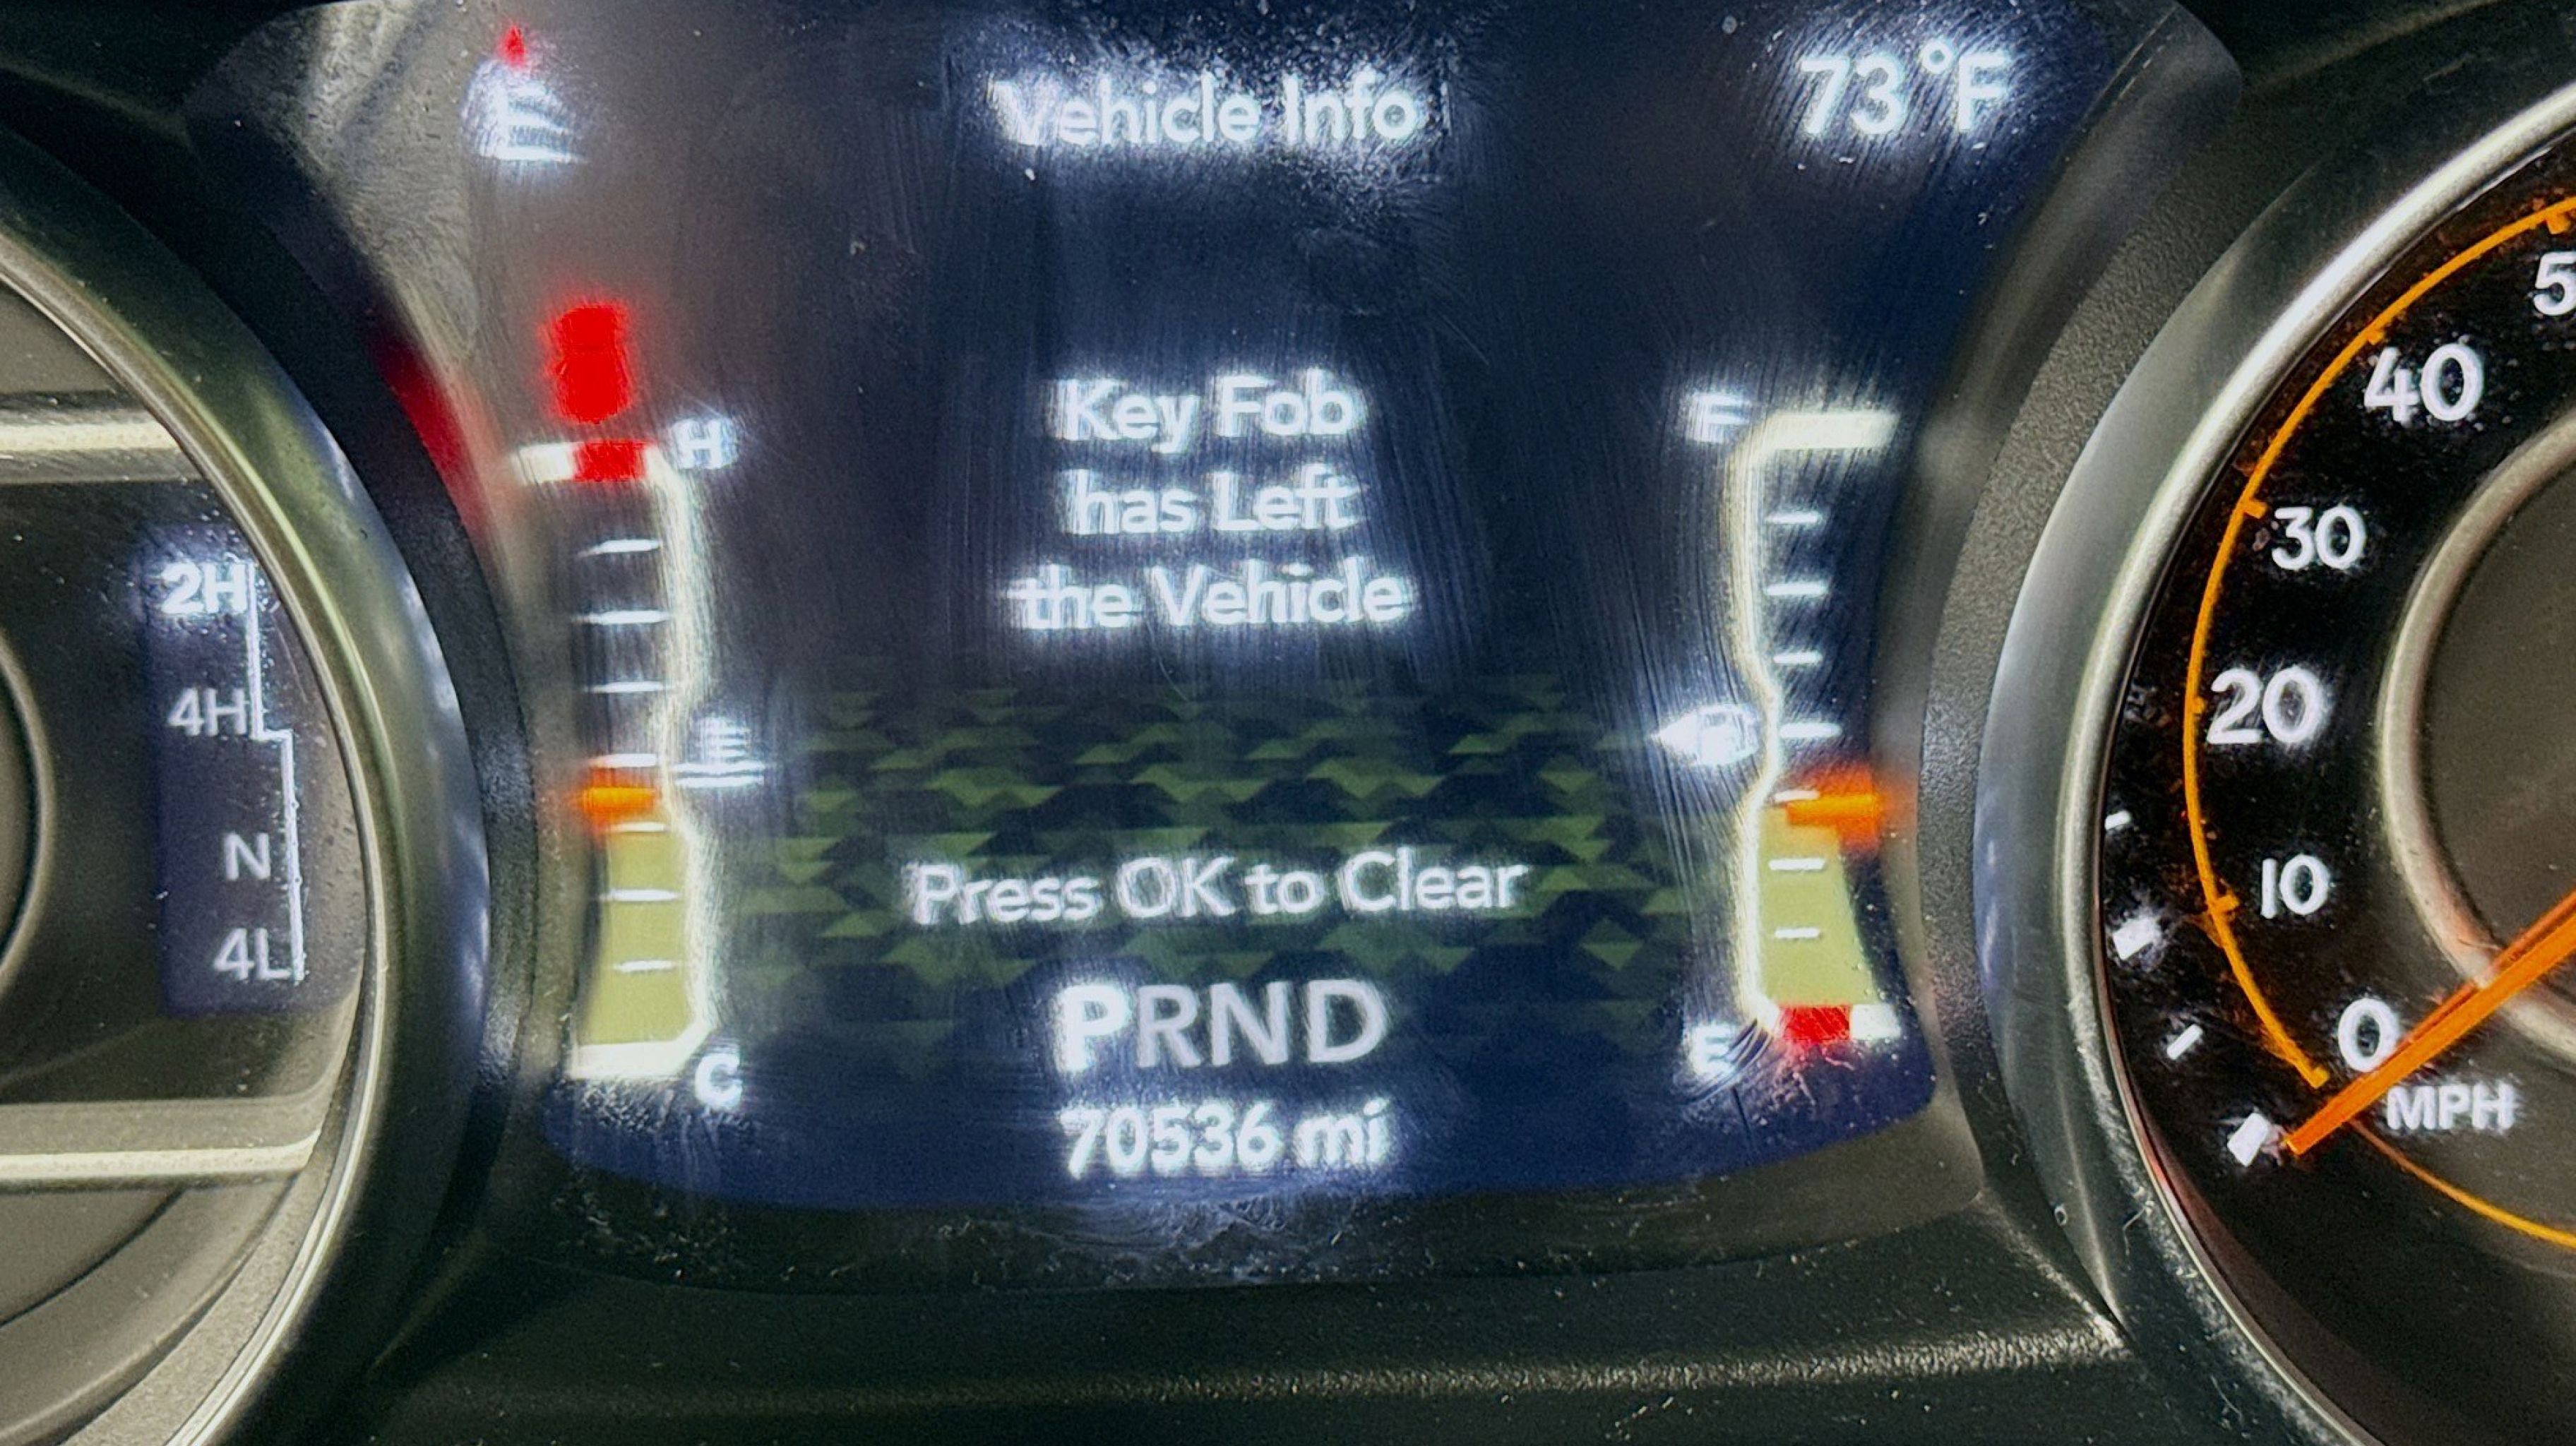 Vehicle Info
73°F
Key Fob
has Left
the Vehicle
Press OK to Clear
PRND
70536 mi
H
C
F
E
2H
4H
N
4L
40
30
20
10
0
MPH
5